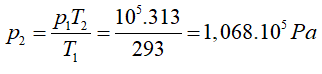 p₂ = p₁T₂ / T₁ = 10⁵.313 / 293 = 1,068.10⁵ Pa